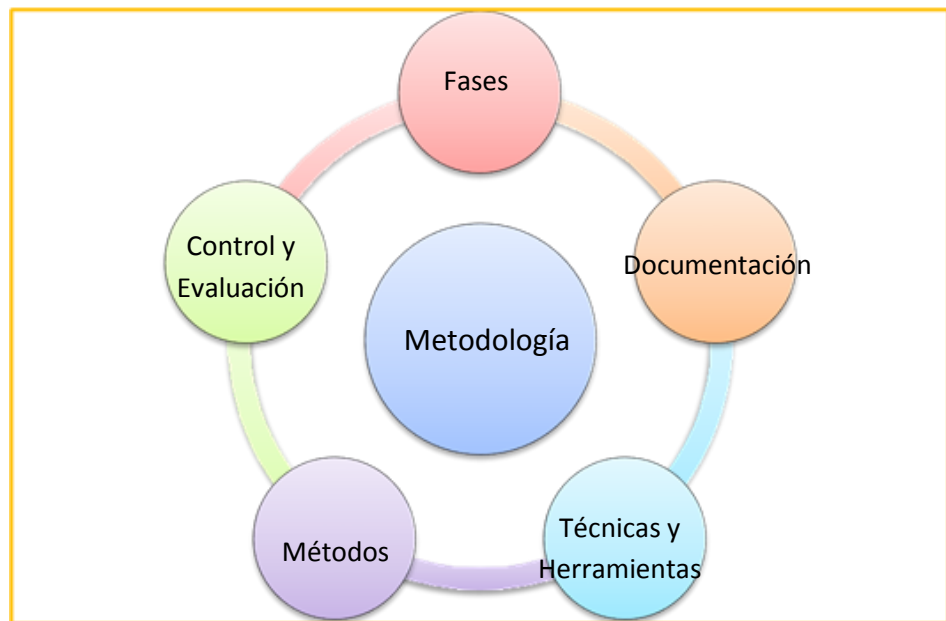 Fases
Documentación
Control y
Evaluación
Metodología
Técnicas y
Herramientas
Métodos